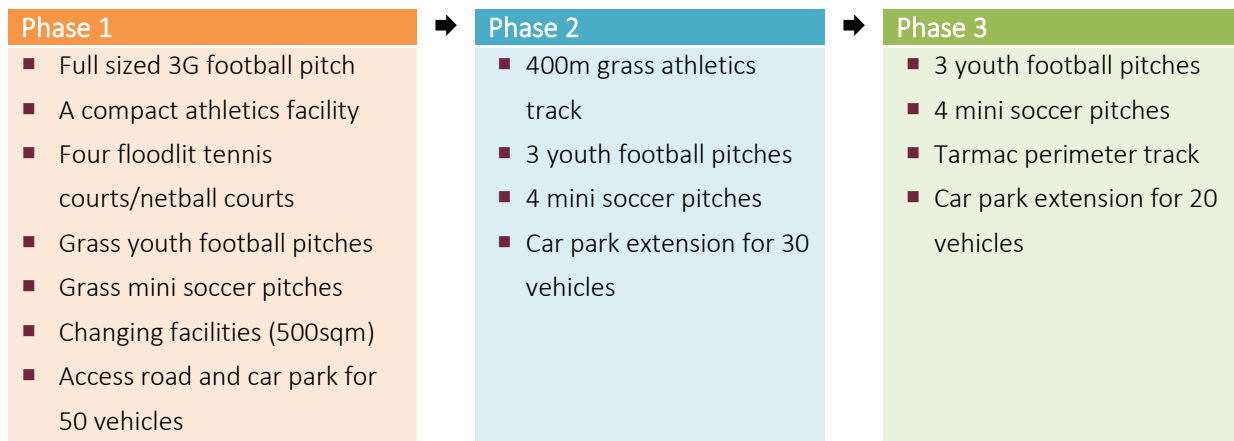 Phase 1
■ Full sized 3G football pitch
■ A compact athletics facility
■ Four floodlit tennis
courts/netball courts
■ Grass youth football pitches
■ Grass mini soccer pitches
■ Changing facilities (500sqm)
■ Access road and car park for
50 vehicles
Phase 2
■ 400m grass athletics
track
■ 3 youth football pitches
■ 4 mini soccer pitches
■ Car park extension for 30
vehicles
Phase 3
■ 3 youth football pitches
■ 4 mini soccer pitches
■ Tarmac perimeter track
■ Car park extension for 20
vehicles